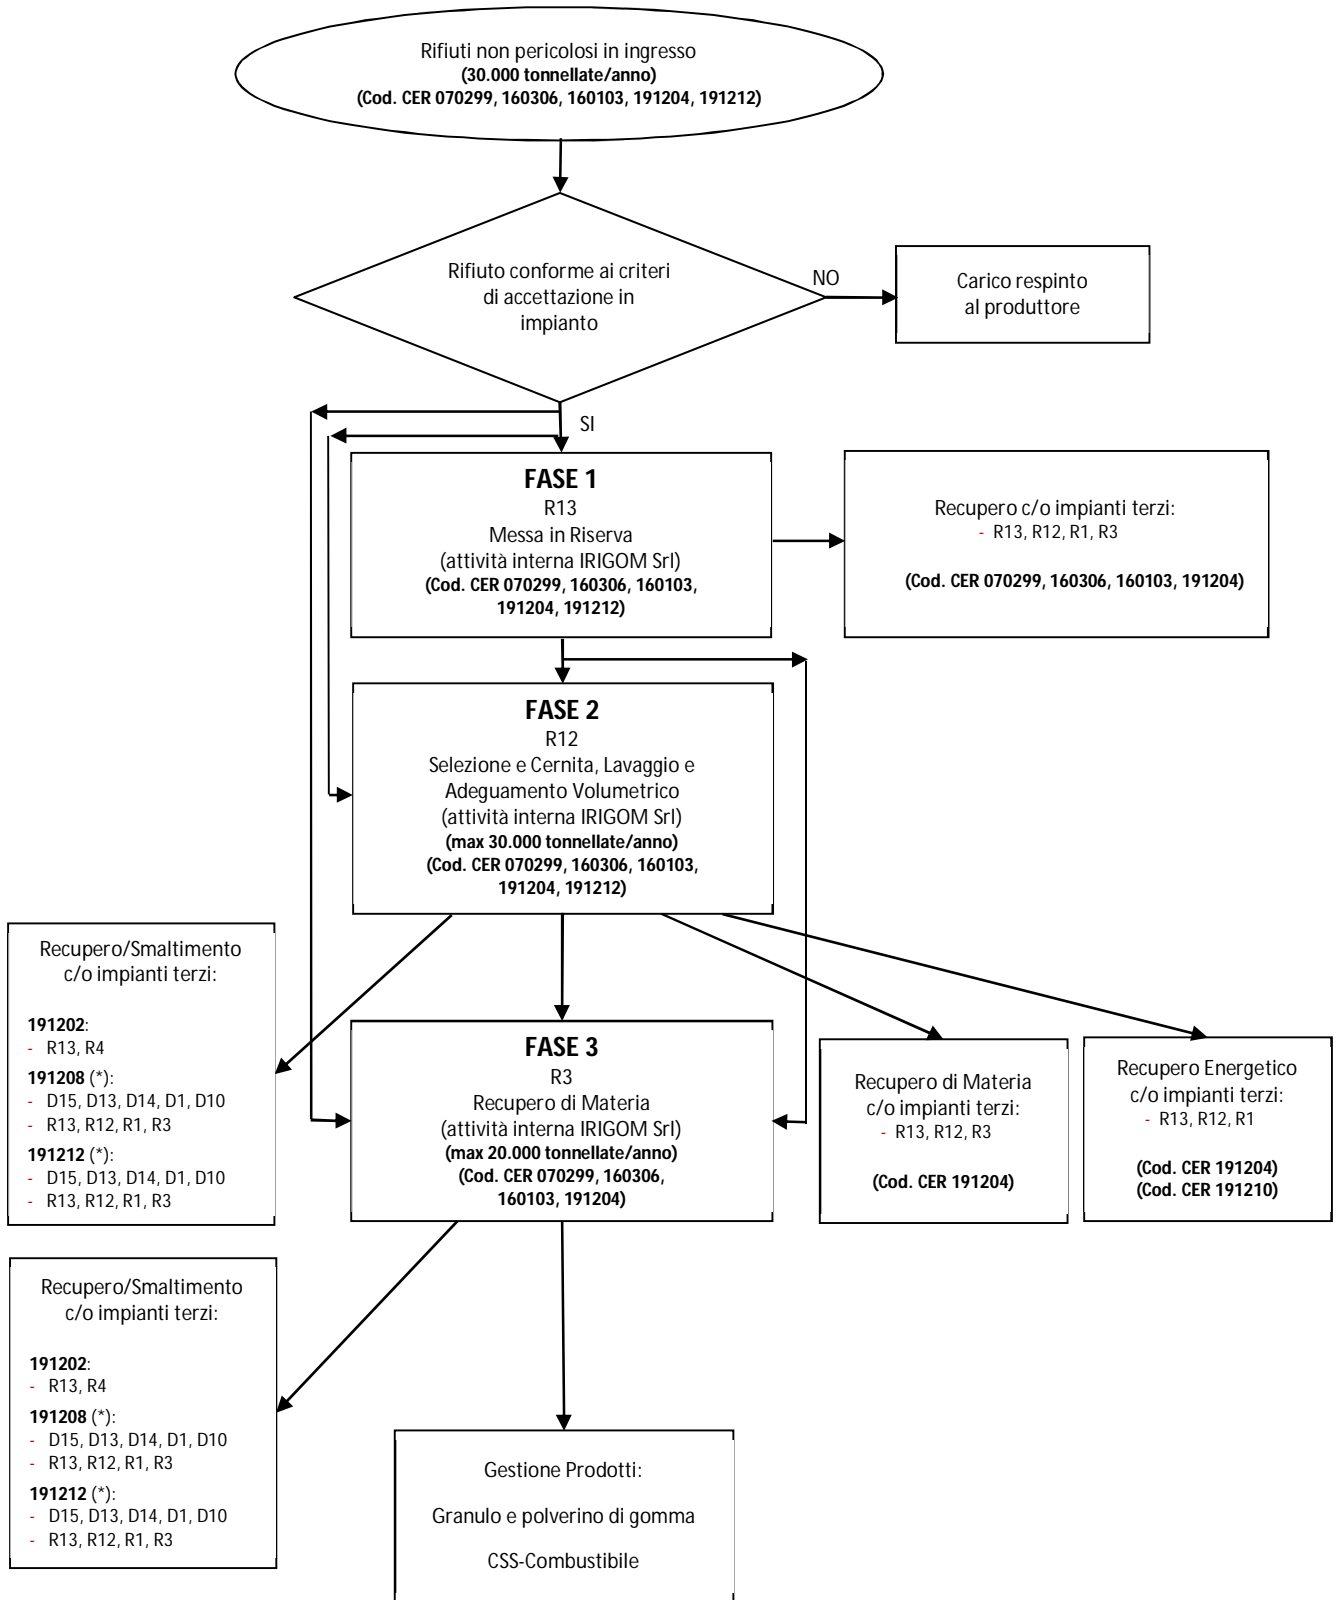 Rifiuti non pericolosi in ingresso
(30.000 tonnellate/anno)
(Cod. CER 070299, 160306, 160103, 191204, 191212)
Rifiuto conforme ai criteri
di accettazione in
impianto
NO
Carico respinto
al produttore
SI
FASE 1
R13
Messa in Riserva
(attività interna IRIGOM Srl)
(Cod. CER 070299, 160306, 160103,
191204, 191212)
Recupero c/o impianti terzi:
- R13, R12, R1, R3
(Cod. CER 070299, 160306, 160103, 191204)
FASE 2
R12
Selezione e Cernita, Lavaggio e
Adeguamento Volumetrico
(attività interna IRIGOM Srl)
(max 30.000 tonnellate/anno)
(Cod. CER 070299, 160306, 160103,
191204, 191212)
Recupero/Smaltimento
c/o impianti terzi:
191202:
- R13, R4
191208 (*):
- D15, D13, D14, D1, D10
- R13, R12, R1, R3
191212 (*):
- D15, D13, D14, D1, D10
- R13, R12, R1, R3
FASE 3
R3
Recupero di Materia
(attività interna IRIGOM Srl)
(max 20.000 tonnellate/anno)
(Cod. CER 070299, 160306,
160103, 191204)
Recupero di Materia
c/o impianti terzi:
- R13, R12, R3
(Cod. CER 191204)
Recupero Energetico
c/o impianti terzi:
- R13, R12, R1
(Cod. CER 191204)
(Cod. CER 191210)
Recupero/Smaltimento
c/o impianti terzi:
191202:
- R13, R4
191208 (*):
- D15, D13, D14, D1, D10
- R13, R12, R1, R3
191212 (*):
- D15, D13, D14, D1, D10
- R13, R12, R1, R3
Gestione Prodotti:
Granulo e polverino di gomma
CSS-Combustibile